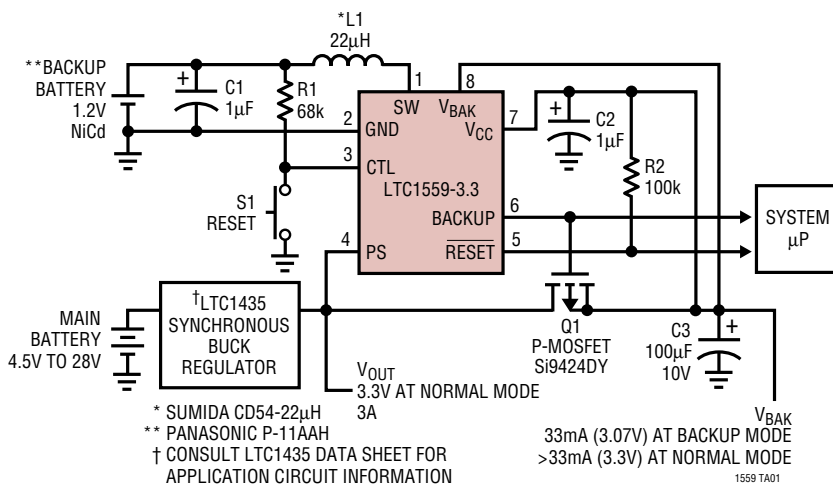 *L1
22µH
**BACKUP
BATTERY
1.2V
NiCd
+
C1
1µF
R1
68k
1
8
SW
VBAK
2
GND
7
VCC
+
C2
1µF
3
CTL
LTC1559-3.3
R2
100k
S1
RESET
6
BACKUP
4
PS
5
RESET
SYSTEM
µP
MAIN
BATTERY
4.5V TO 28V
†LTC1435
SYNCHRONOUS
BUCK
REGULATOR
Q1
P-MOSFET
Si9424DY
C3
100µF
10V
+
VOUT
3.3V AT NORMAL MODE
3A
VBAK
33mA (3.07V) AT BACKUP MODE
>33mA (3.3V) AT NORMAL MODE
* SUMIDA CD54-22µH
** PANASONIC P-11AAH
† CONSULT LTC1435 DATA SHEET FOR
APPLICATION CIRCUIT INFORMATION
1559 TA01